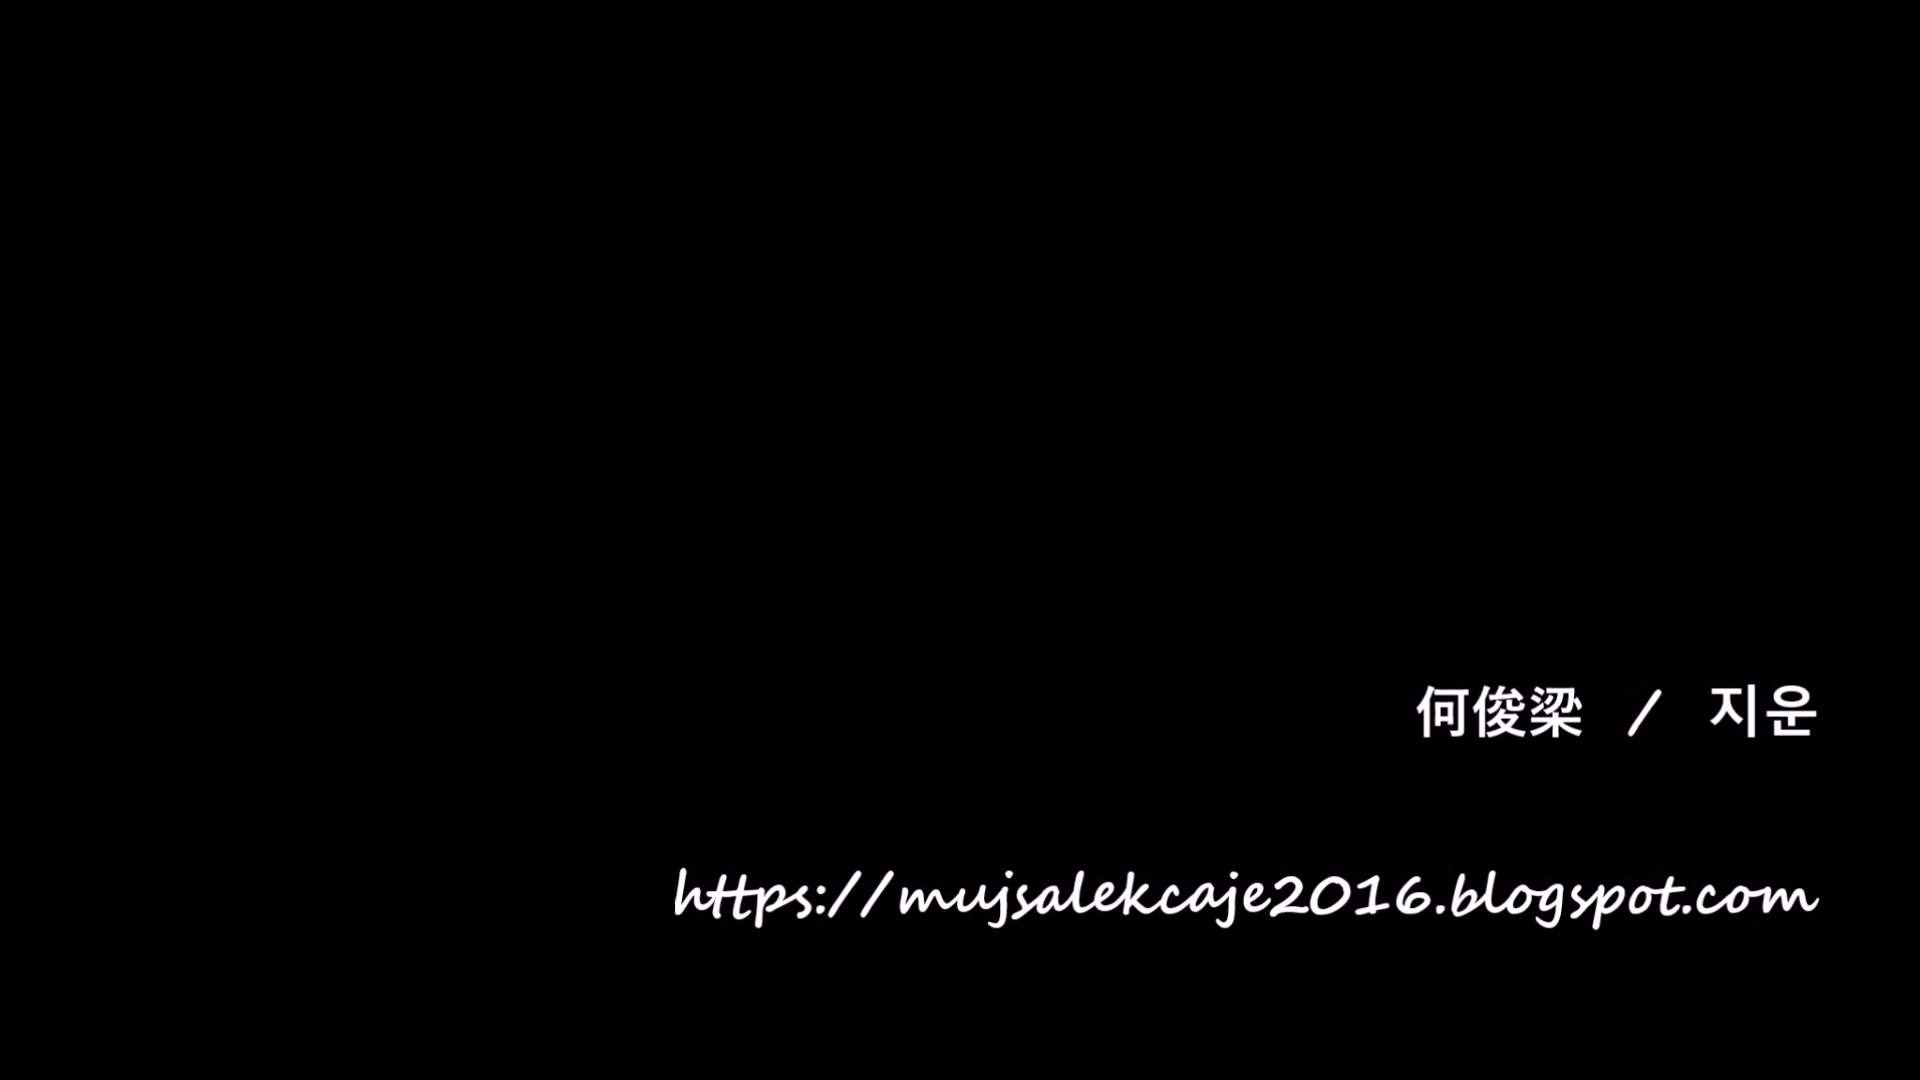 何俊梁 / 지운
https://mujsalekcaje2016.blogspot.com